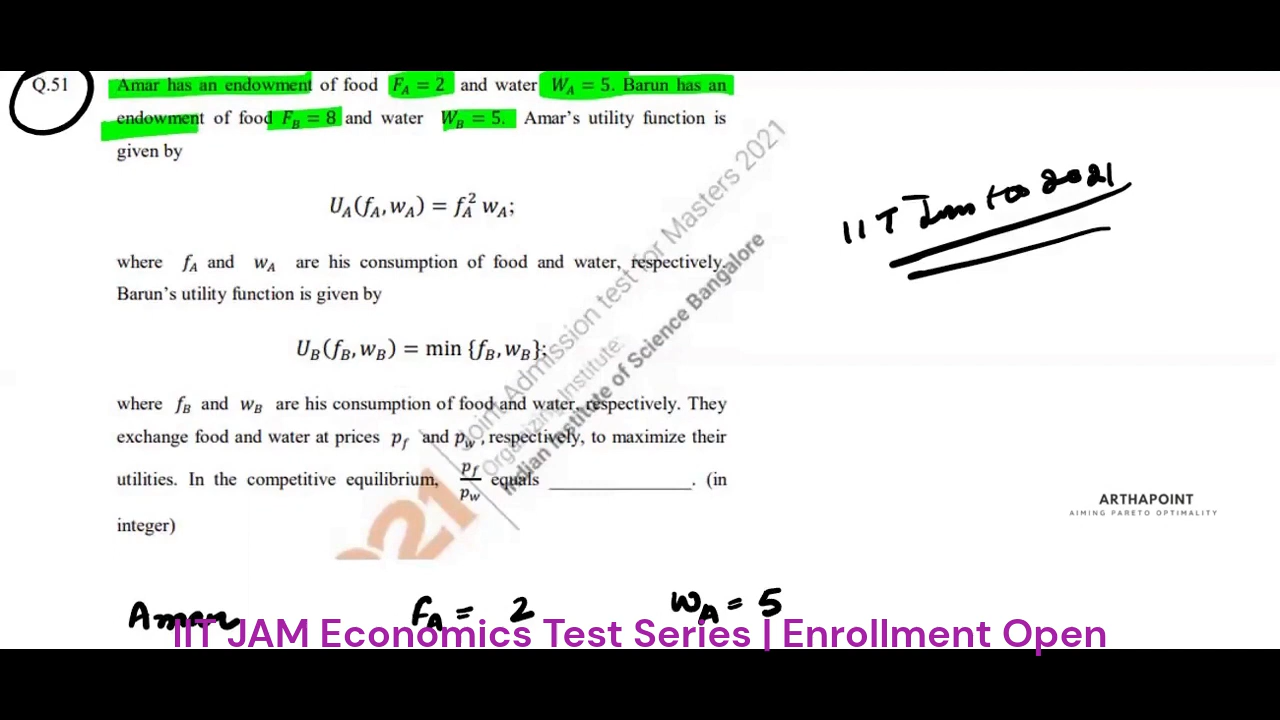 Q.51 Amar has an endowment of food F_A = 2 and water W_A = 5. Barun has an
endowment of food F_B = 8 and water W_B = 5. Amar's utility function is
given by
U_A(f_A, w_A) = f_A^2 w_A;
where f_A and w_A are his consumption of food and water, respectively.
Barun's utility function is given by
U_B(f_B, w_B) = min {f_B, w_B};
where f_B and w_B are his consumption of food and water, respectively. They
exchange food and water at prices p_f and p_w, respectively, to maximize their
utilities. In the competitive equilibrium, p_f/p_w equals ____________. (in
integer)
Joint Admission test for Masters 2021
Organizing Institute:
Indian Institute of Science Bangalore
21
IIT 2021
ARTHAPOINT
AIMING PARETO OPTIMALITY
Amar F_A = 2 W_A = 5
IIT JAM Economics Test Series | Enrollment Open